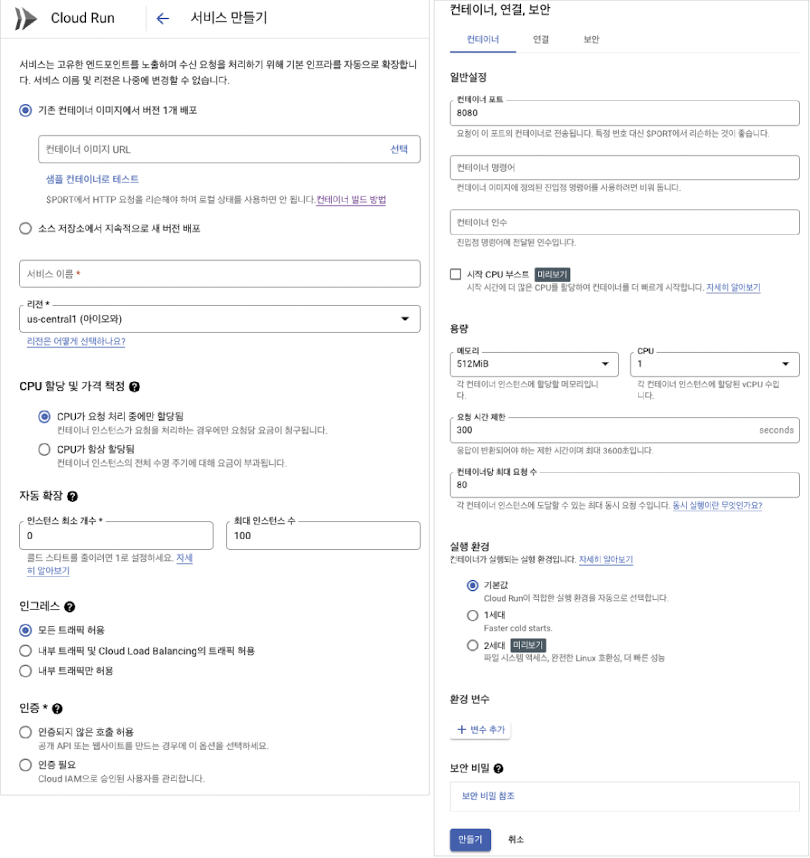 Cloud Run
서비스 만들기
서비스는 고유한 엔드포인트를 노출하며 수신 요청을 처리하기 위해 기본 인프라를 자동으로 확장합니
다. 서비스 이름 및 리전은 나중에 변경할 수 없습니다.
기존 컨테이너 이미지에서 버전 1개 배포
컨테이너 이미지 URL 선택
샘플 컨테이너로 테스트
$PORT에서 HTTP 요청을 리슨해야 하며 로컬 상태를 사용하면 안 됩니다. 컨테이너 빌드 방법
소스 저장소에서 지속적으로 새 버전 배포
서비스 이름 *
리전 *
us-central1 (아이오와)
리전은 어떻게 선택하나요?
CPU 할당 및 가격 책정
CPU가 요청 처리 중에만 할당됨
컨테이너 인스턴스가 요청을 처리하는 경우에만 요청당 요금이 청구됩니다.
CPU가 항상 할당됨
컨테이너 인스턴스의 전체 수명 주기에 대해 요금이 부과됩니다.
자동 확장
인스턴스 최소 개수 *
0
콜드 스타트를 줄이려면 1로 설정하세요. 자세
히 알아보기
최대 인스턴스 수
100
인그레스
모든 트래픽 허용
내부 트래픽 및 Cloud Load Balancing의 트래픽 허용
내부 트래픽만 허용
인증 *
인증되지 않은 호출 허용
공개 API 또는 웹사이트를 만드는 경우에 이 옵션을 선택하세요.
인증 필요
Cloud IAM으로 승인된 사용자를 관리합니다.
컨테이너, 연결, 보안
컨테이너 연결 보안
일반설정
컨테이너 포트
8080
요청이 이 포트의 컨테이너로 전송됩니다. 특정 번호 대신 $PORT에서 리슨하는 것이 좋습니다.
컨테이너 명령어
컨테이너 이미지에 정의된 진입점 명령어를 사용하려면 비워 둡니다.
컨테이너 인수
진입점 명령어에 전달된 인수입니다.
시작 CPU 부스트 미리보기
시작 시간에 더 많은 CPU를 할당하여 컨테이너를 더 빠르게 시작합니다. 자세히 알아보기
용량
메모리
512MiB
각 컨테이너 인스턴스에 할당할 메모리입니
다.
CPU
1
각 컨테이너 인스턴스에 할당된 vCPU 수입
니다.
요청 시간 제한
300 seconds
응답이 반환되어야 하는 제한 시간이며 최대 3600초입니다.
컨테이너당 최대 요청 수
80
각 컨테이너 인스턴스에 도달할 수 있는 최대 동시 요청 수입니다. 동시 실행이란 무엇인가요?
실행 환경
컨테이너가 실행되는 실행 환경입니다. 자세히 알아보기
기본값
Cloud Run이 적합한 실행 환경을 자동으로 선택합니다.
1세대
Faster cold starts.
2세대 미리보기
파일 시스템 액세스, 완전한 Linux 호환성, 더 빠른 성능
환경 변수
+ 변수 추가
보안 비밀
보안 비밀 참조
만들기 취소